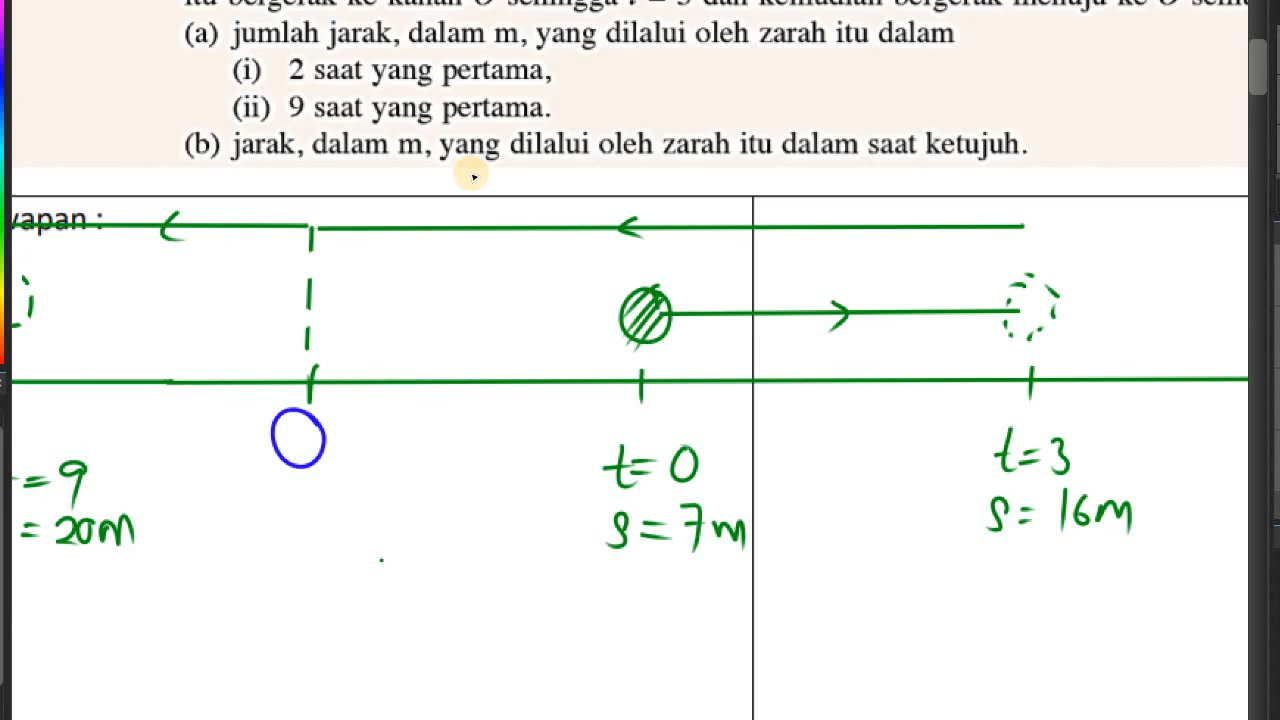 (a) jumlah jarak, dalam m, yang dilalui oleh zarah itu dalam
(i) 2 saat yang pertama,
(ii) 9 saat yang pertama.
(b) jarak, dalam m, yang dilalui oleh zarah itu dalam saat ketujuh.
O
= 9
= 20m
t = 0
s = 7m
t = 3
s = 16m